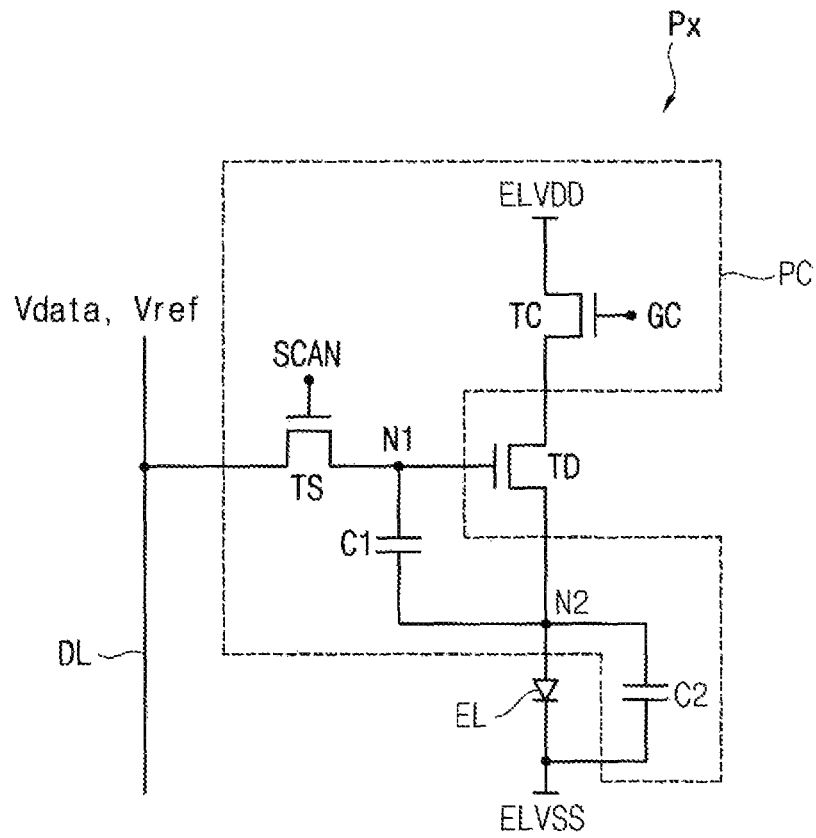 Px
ELVDD
PC
Vdata, Vref
TC
GC
SCAN
N1
TS
TD
C1
N2
DL
EL
C2
ELVSS